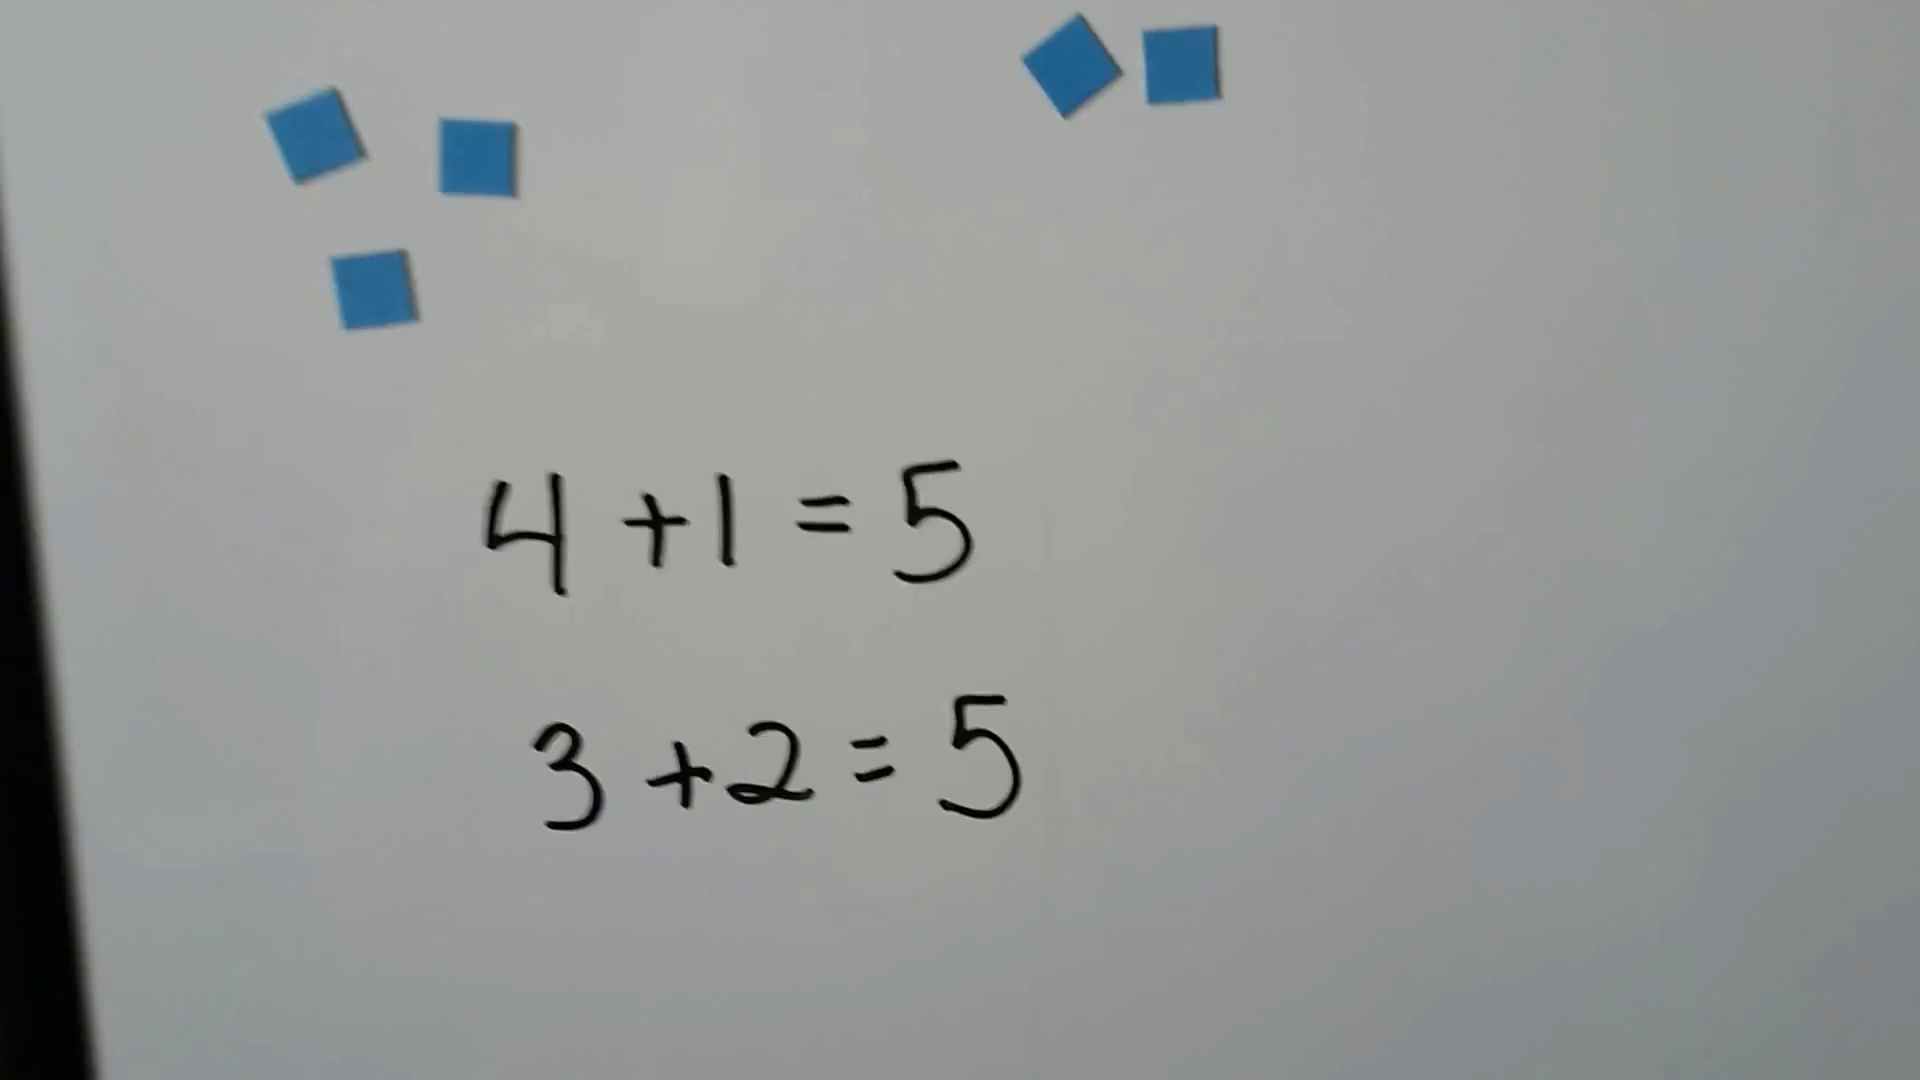 4 + 1 = 5
3 + 2 = 5